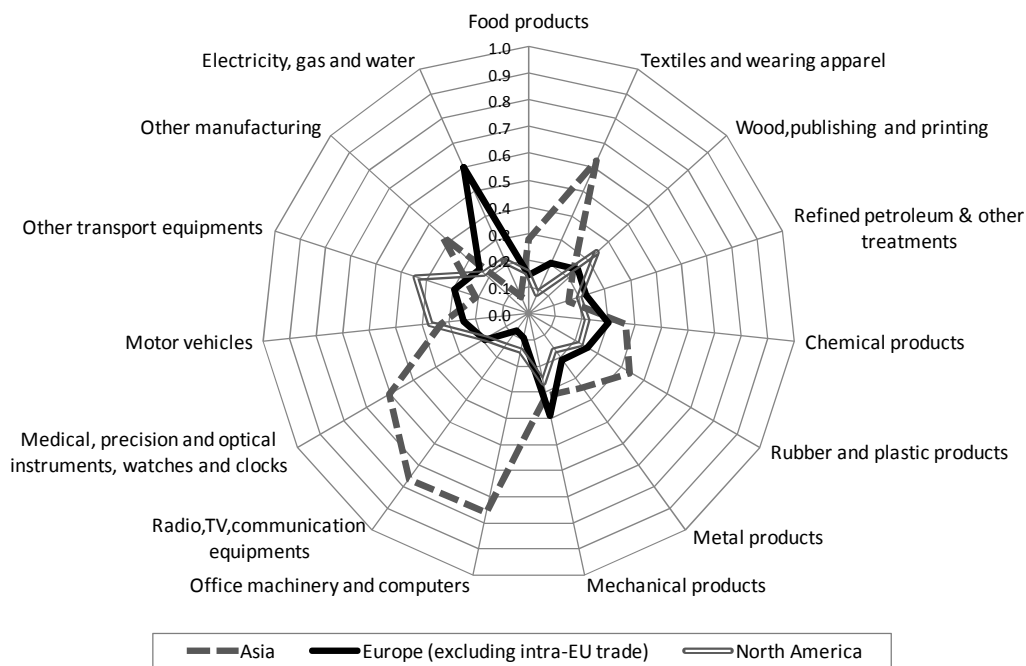 Food products
Textiles and wearing apparel
Wood,publishing and printing
Refined petroleum & other
treatments
Chemical products
Rubber and plastic products
Metal products
Mechanical products
Office machinery and computers
Radio,TV,communication
equipments
Medical, precision and optical
instruments, watches and clocks
Motor vehicles
Other transport equipments
Other manufacturing
Electricity, gas and water
1.0
0.9
0.8
0.7
0.6
0.5
0.4
0.3
0.2
0.1
0.0
Asia
Europe (excluding intra-EU trade)
North America